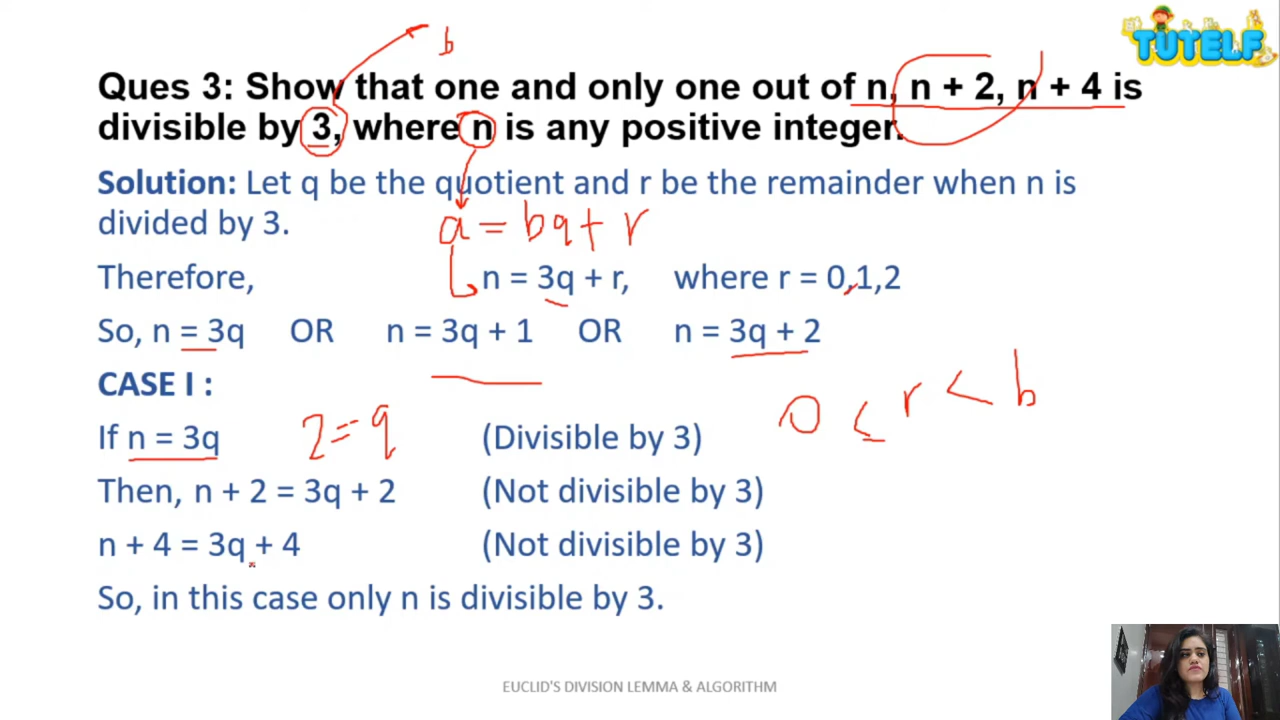 TUTELF
b
Ques 3: Show that one and only one out of n, n + 2, n + 4 is
divisible by 3, where n is any positive integer.
Solution: Let q be the quotient and r be the remainder when n is
divided by 3.
a = bq + r
Therefore, n = 3q + r, where r = 0,1,2
So, n = 3q OR n = 3q + 1 OR n = 3q + 2
CASE I :
0 ≤ r < b
If n = 3q 2 = q (Divisible by 3)
Then, n + 2 = 3q + 2 (Not divisible by 3)
n + 4 = 3q + 4 (Not divisible by 3)
So, in this case only n is divisible by 3.
EUCLID'S DIVISION LEMMA & ALGORITHM